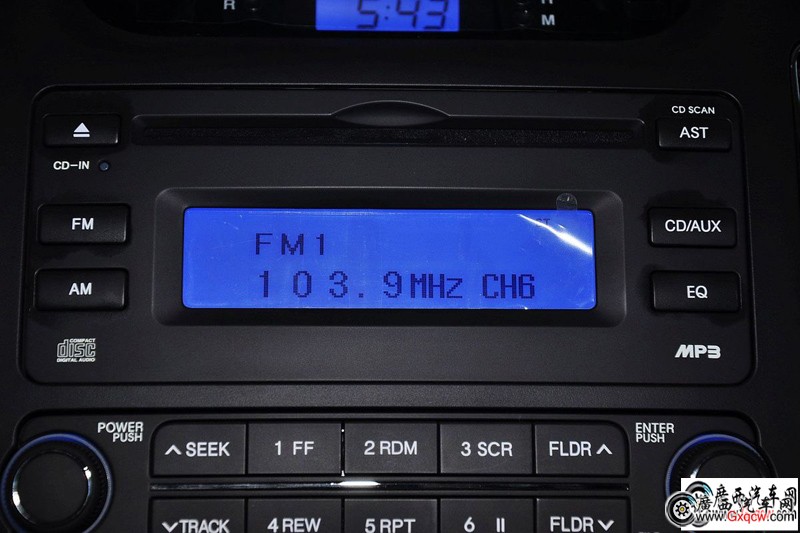 R
5:43
M
CD SCAN
AST
CD-IN
FM
CD/AUX
ST
FM1
103.9MHz CH6
AM
EQ
COMPACT
disc
DIGITAL AUDIO
MP3
POWER
PUSH
ENTER
PUSH
SEEK
1 FF
2 RDM
3 SCR
FLDR
TRACK
4 REW
5 RPT
6 II
FLDR
廣西汽车网
www.Gxqcw.com